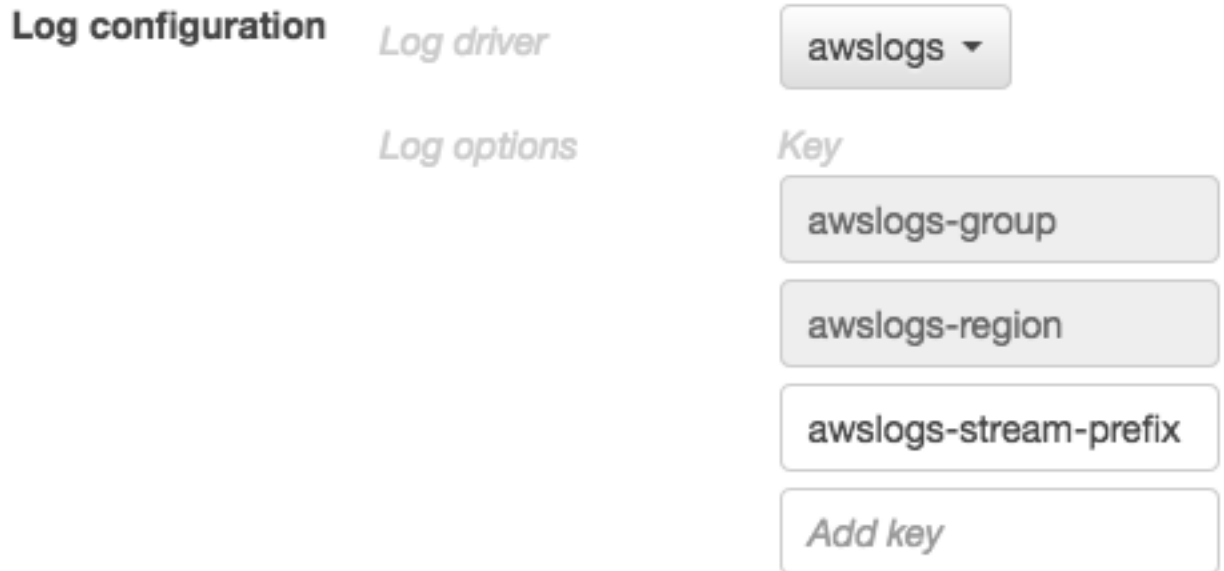 Log configuration Log driver awslogs
Log options Key
awslogs-group
awslogs-region
awslogs-stream-prefix
Add key